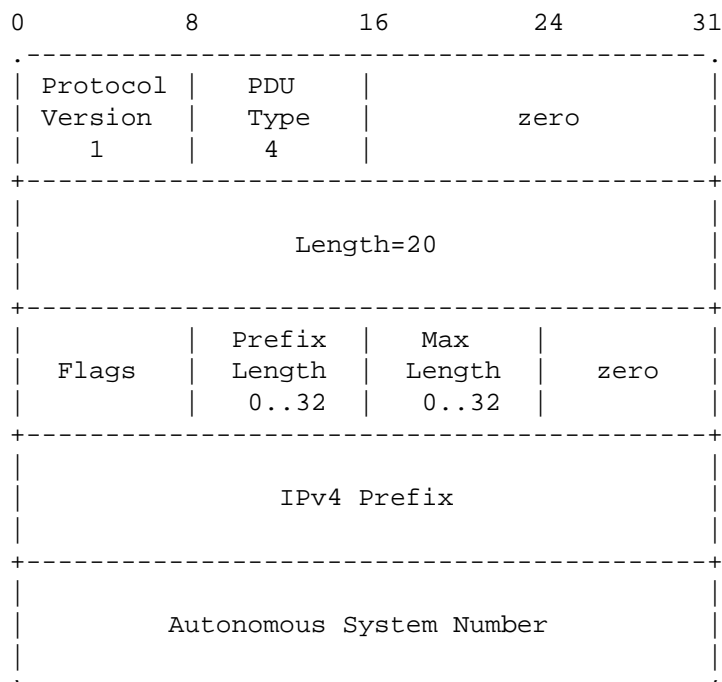 0 8 16 24 31
Protocol PDU
Version Type zero
1 4
Length=20
Prefix Max
Flags Length Length zero
0..32 0..32
IPv4 Prefix
Autonomous System Number